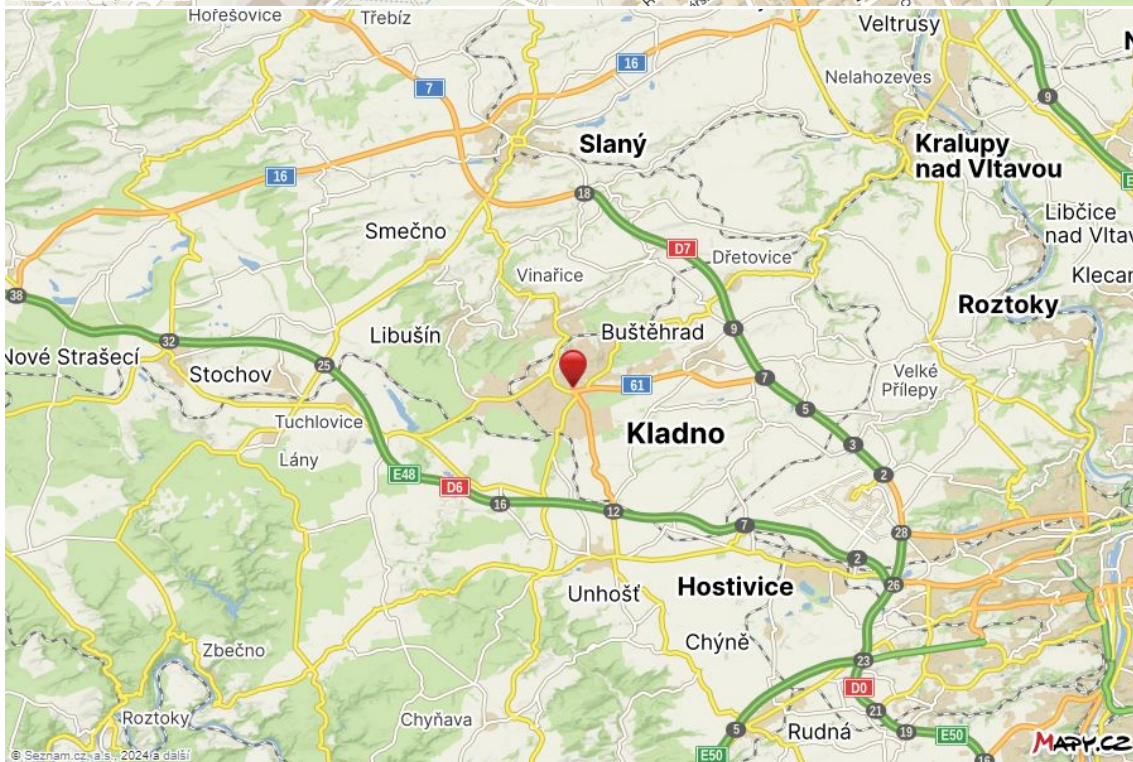 Hořešovice
Třebíz
Veltrusy
16
7
Nelahozeves
9
Slaný
Kralupy
nad Vltavou
16
18
Libčice
nad Vltav
Smečno
D7
Dřetovice
Vinařice
Klecan
38
Roztoky
32
Libušín
Buštěhrad
9
Nové Strašecí
25
Stochov
61
7
Velké
Přílepy
5
Tuchlovice
Kladno
3
Lány
E48
D6
2
16
12
7
28
2
26
Unhošť
Hostivice
Chýně
Zbečno
23
D0
Roztoky
Chyňava
21
5
Rudná
19
E50
E50
16
© Seznam.cz, a.s., 2024 a další
MAPY.CZ